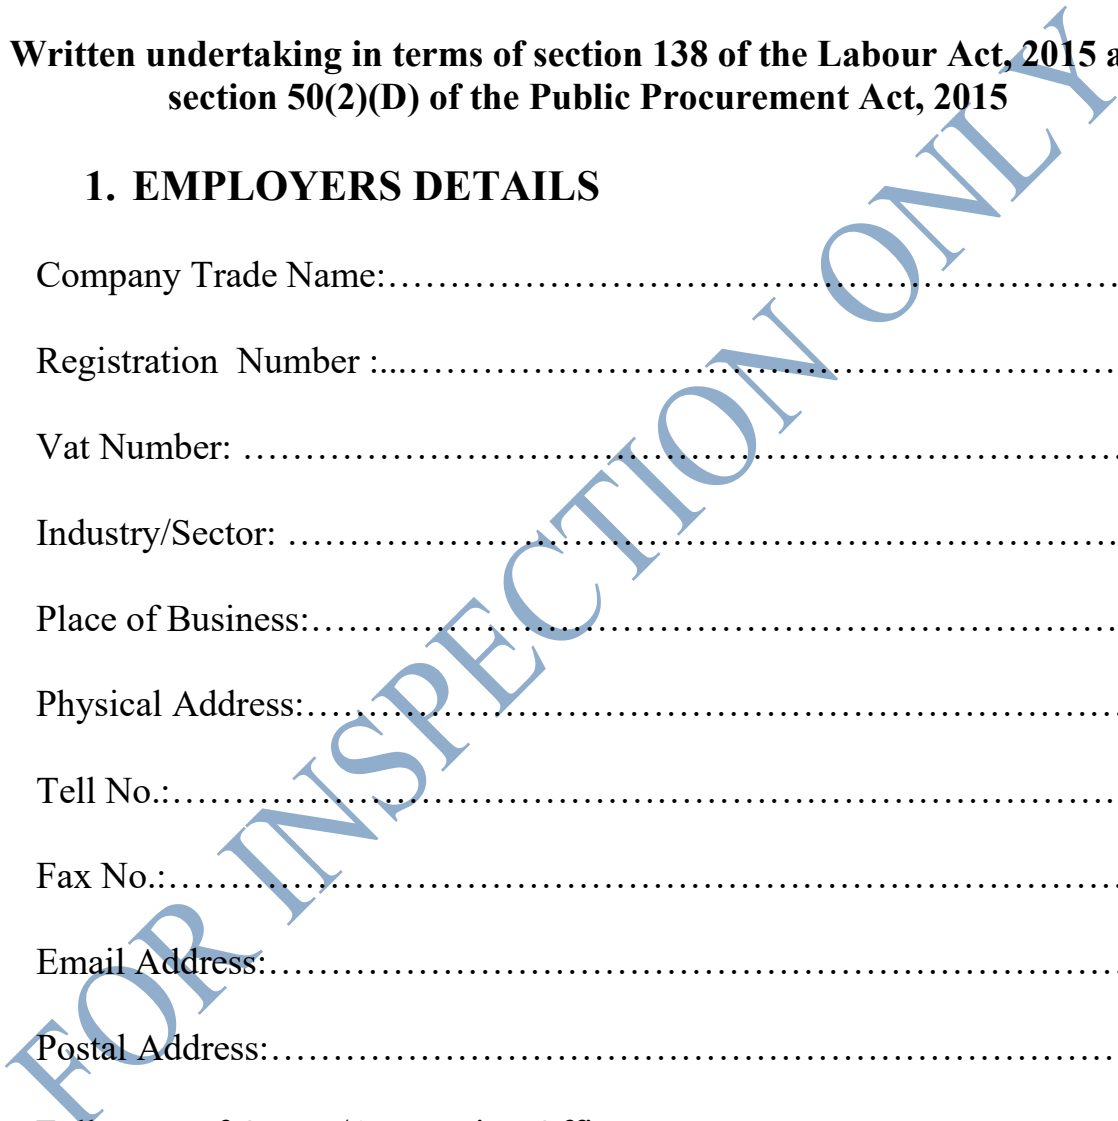 Written undertaking in terms of section 138 of the Labour Act, 2015 a
section 50(2)(D) of the Public Procurement Act, 2015
1. EMPLOYERS DETAILS
Company Trade Name:……………………………………………………………
Registration  Number :...……………………………………………………………
Vat Number: ………………………………………………………………………
Industry/Sector: ……………………………………………………………………
Place of Business:…………………………………………………………………
Physical Address:…………………………………………………………………
Tell No.:……………………………………………………………………………
Fax No.:……………………………………………………………………………
Email Address:……………………………………………………………………
Postal Address:……………………………………………………………………
FOR INSPECTION ONLY